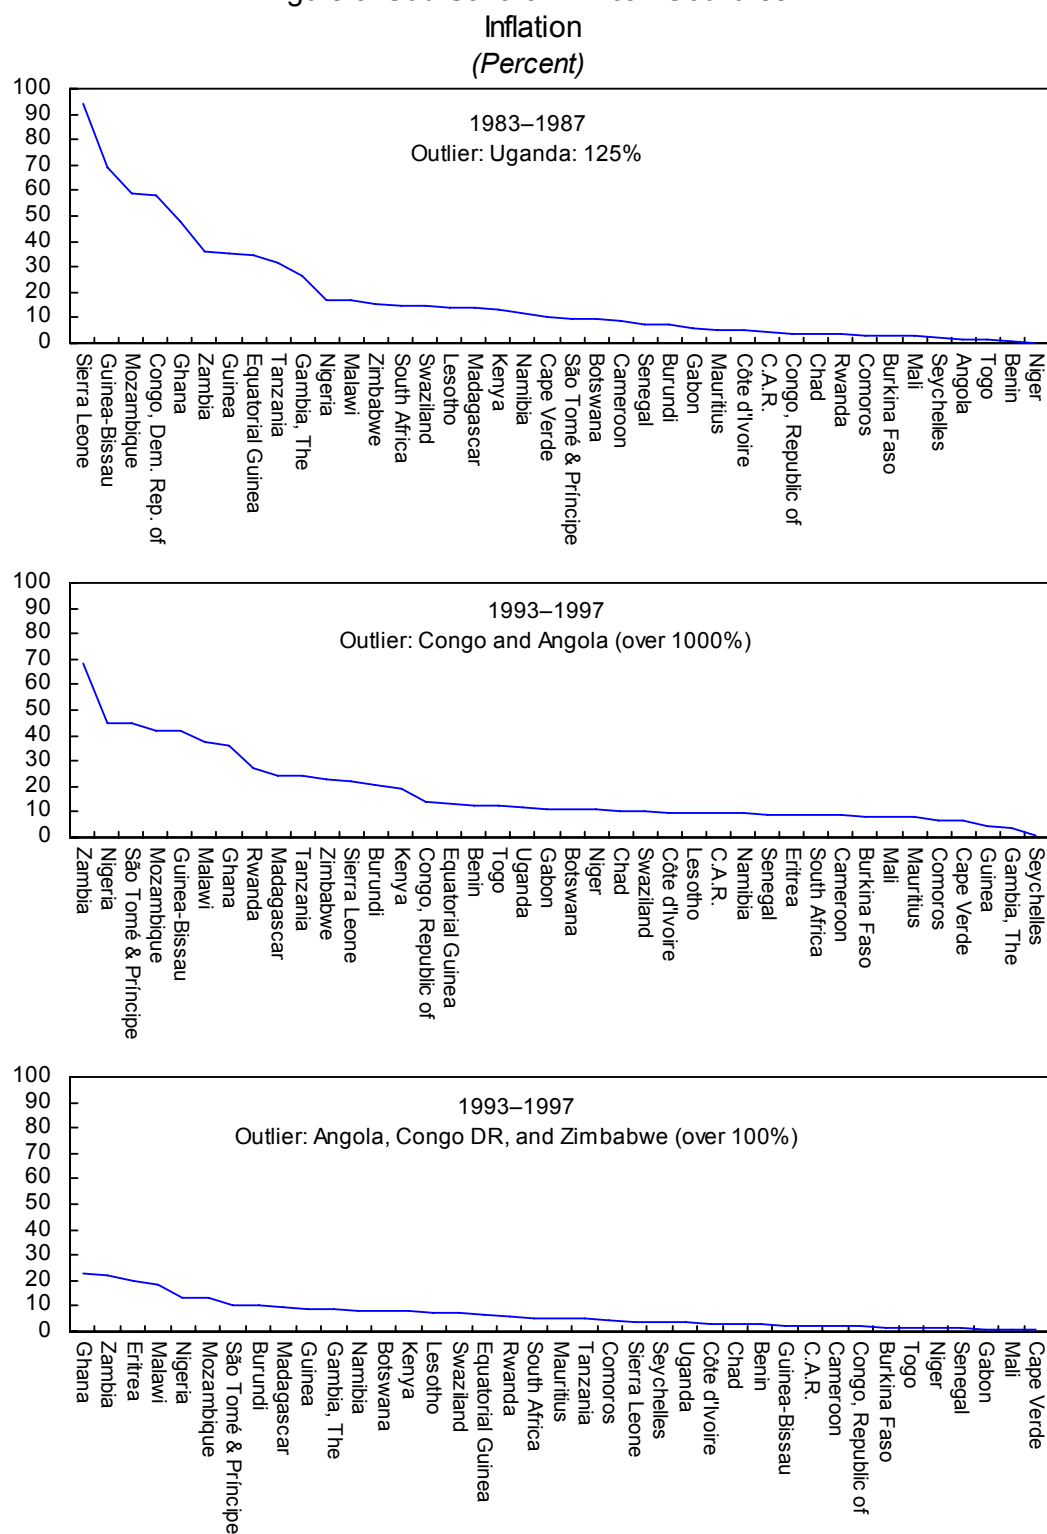 Inflation
(Percent)
100
90
80
70
60
50
40
30
20
10
0
1983–1987
Outlier: Uganda: 125%
Sierra Leone
Guinea-Bissau
Mozambique
Congo, Dem. Rep. of
Ghana
Zambia
Guinea
Equatorial Guinea
Tanzania
Gambia, The
Nigeria
Malawi
Zimbabwe
South Africa
Swaziland
Lesotho
Madagascar
Kenya
Namibia
Cape Verde
São Tomé & Príncipe
Botswana
Cameroon
Senegal
Burundi
Gabon
Mauritius
Côte d'Ivoire
C.A.R.
Congo, Republic of
Chad
Rwanda
Comoros
Burkina Faso
Mali
Seychelles
Angola
Togo
Benin
Niger
100
90
80
70
60
50
40
30
20
10
0
1993–1997
Outlier: Congo and Angola (over 1000%)
Zambia
Nigeria
São Tomé & Príncipe
Mozambique
Guinea-Bissau
Malawi
Ghana
Rwanda
Madagascar
Tanzania
Zimbabwe
Sierra Leone
Burundi
Kenya
Congo, Republic of
Equatorial Guinea
Benin
Togo
Uganda
Gabon
Botswana
Niger
Chad
Swaziland
Côte d'Ivoire
Lesotho
C.A.R.
Namibia
Senegal
Eritrea
South Africa
Cameroon
Burkina Faso
Mali
Mauritius
Comoros
Cape Verde
Guinea
Gambia, The
Seychelles
100
90
80
70
60
50
40
30
20
10
0
1993–1997
Outlier: Angola, Congo DR, and Zimbabwe (over 100%)
Ghana
Zambia
Eritrea
Malawi
Nigeria
Mozambique
São Tomé & Príncipe
Burundi
Madagascar
Guinea
Gambia, The
Namibia
Botswana
Kenya
Lesotho
Swaziland
Equatorial Guinea
Rwanda
South Africa
Mauritius
Tanzania
Comoros
Sierra Leone
Seychelles
Uganda
Côte d'Ivoire
Chad
Benin
Guinea-Bissau
C.A.R.
Cameroon
Congo, Republic of
Burkina Faso
Togo
Niger
Senegal
Gabon
Mali
Cape Verde